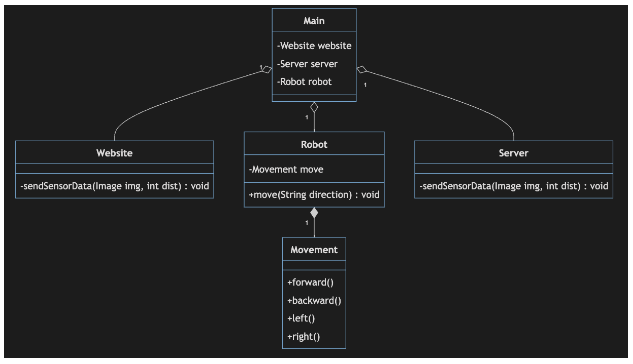 Main
-Website website
-Server server
-Robot robot
1
1
1
Website
-sendSensorData(Image img, int dist) : void
Robot
-Movement move
+move(String direction) : void
Server
-sendSensorData(Image img, int dist) : void
1
Movement
+forward()
+backward()
+left()
+right()